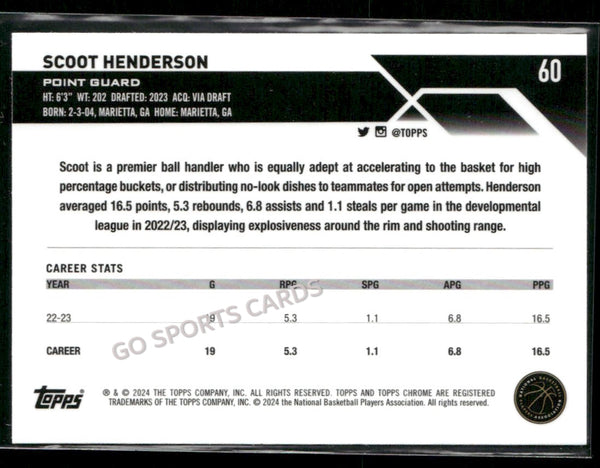 SCOOT HENDERSON
60
POINT GUARD
HT: 6'3" WT: 202 DRAFTED: 2023 ACQ: VIA DRAFT
BORN: 2-3-04, MARIETTA, GA HOME: MARIETTA, GA
@TOPPS
Scoot is a premier ball handler who is equally adept at accelerating to the basket for high
percentage buckets, or distributing no-look dishes to teammates for open attempts. Henderson
averaged 16.5 points, 5.3 rebounds, 6.8 assists and 1.1 steals per game in the developmental
league in 2022/23, displaying explosiveness around the rim and shooting range.
CAREER STATS
YEAR G RPG SPG APG PPG
22-23 19 5.3 1.1 6.8 16.5
CAREER 19 5.3 1.1 6.8 16.5
GO SPORTS CARDS
topps
® & © 2024 THE TOPPS COMPANY, INC. ALL RIGHTS RESERVED. TOPPS AND TOPPS CHROME ARE REGISTERED
TRADEMARKS OF THE TOPPS COMPANY, INC. © 2024 the National Basketball Players Association. All rights reserved.
NATIONAL BASKETBALL PLAYERS ASSOCIATION